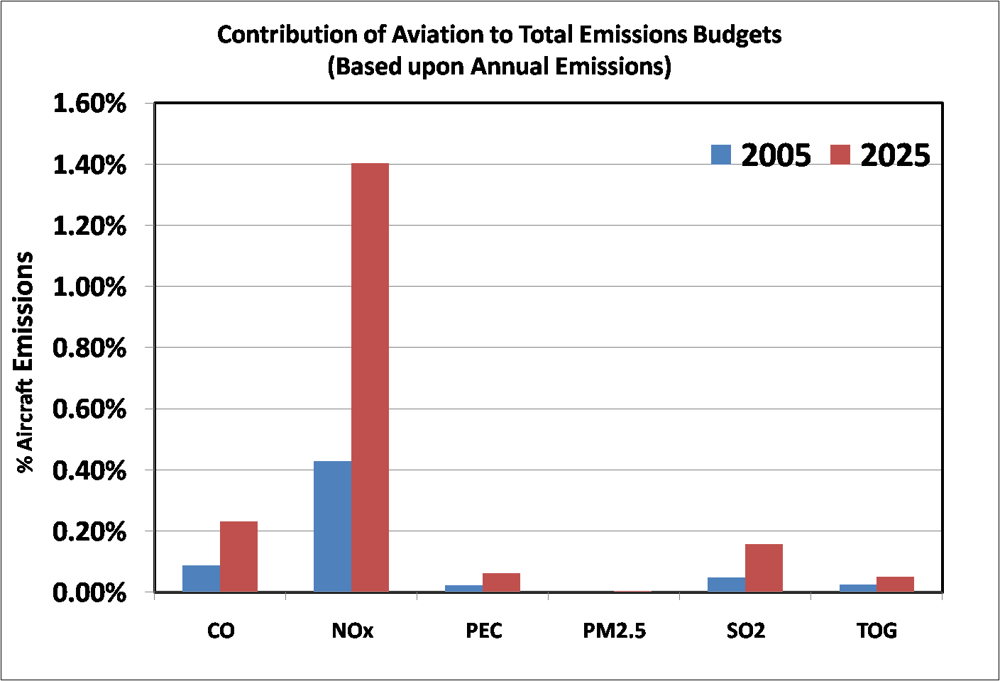 Contribution of Aviation to Total Emissions Budgets
(Based upon Annual Emissions)
1.60%
1.40%
1.20%
1.00%
0.80%
0.60%
0.40%
0.20%
0.00%
% Aircraft Emissions
2005 2025
CO NOx PEC PM2.5 SO2 TOG